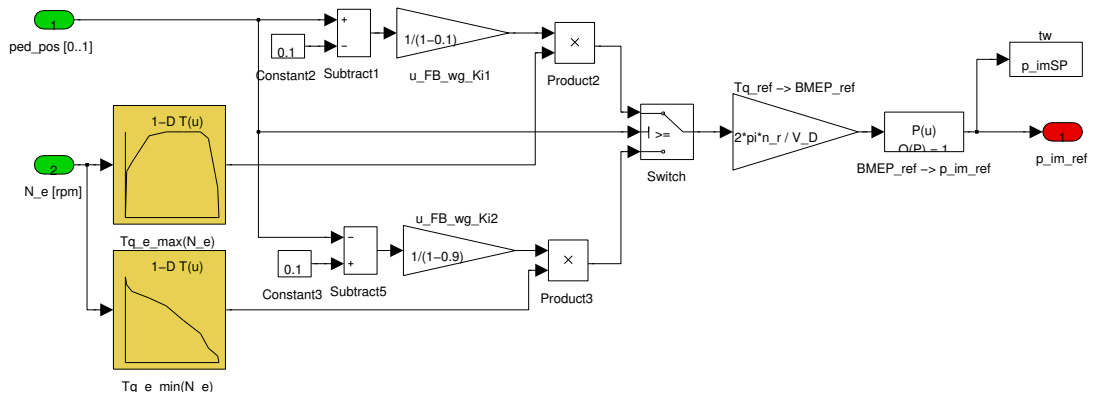 1
ped_pos [0..1]
+
−
0.1
Constant2
Subtract1
1/(1−0.1)
u_FB_wg_Ki1
×
Product2
tw
p_imSP
Tq_ref −> BMEP_ref
2*pi*n_r / V_D
P(u)
O(P) = 1
BMEP_ref −> p_im_ref
1
p_im_ref
>=
Switch
1−D T(u)
Tq_e_max(N_e)
2
N_e [rpm]
−
+
0.1
Constant3
Subtract5
u_FB_wg_Ki2
1/(1−0.9)
×
Product3
1−D T(u)
Tq_e_min(N_e)